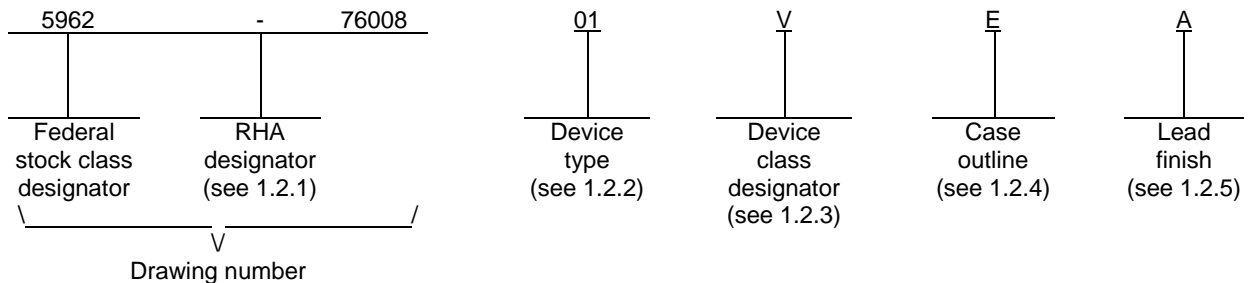 5962 - 76008 01 V E A
Federal stock class designator
RHA designator (see 1.2.1)
Device type (see 1.2.2)
Device class designator (see 1.2.3)
Case outline (see 1.2.4)
Lead finish (see 1.2.5)
Drawing number